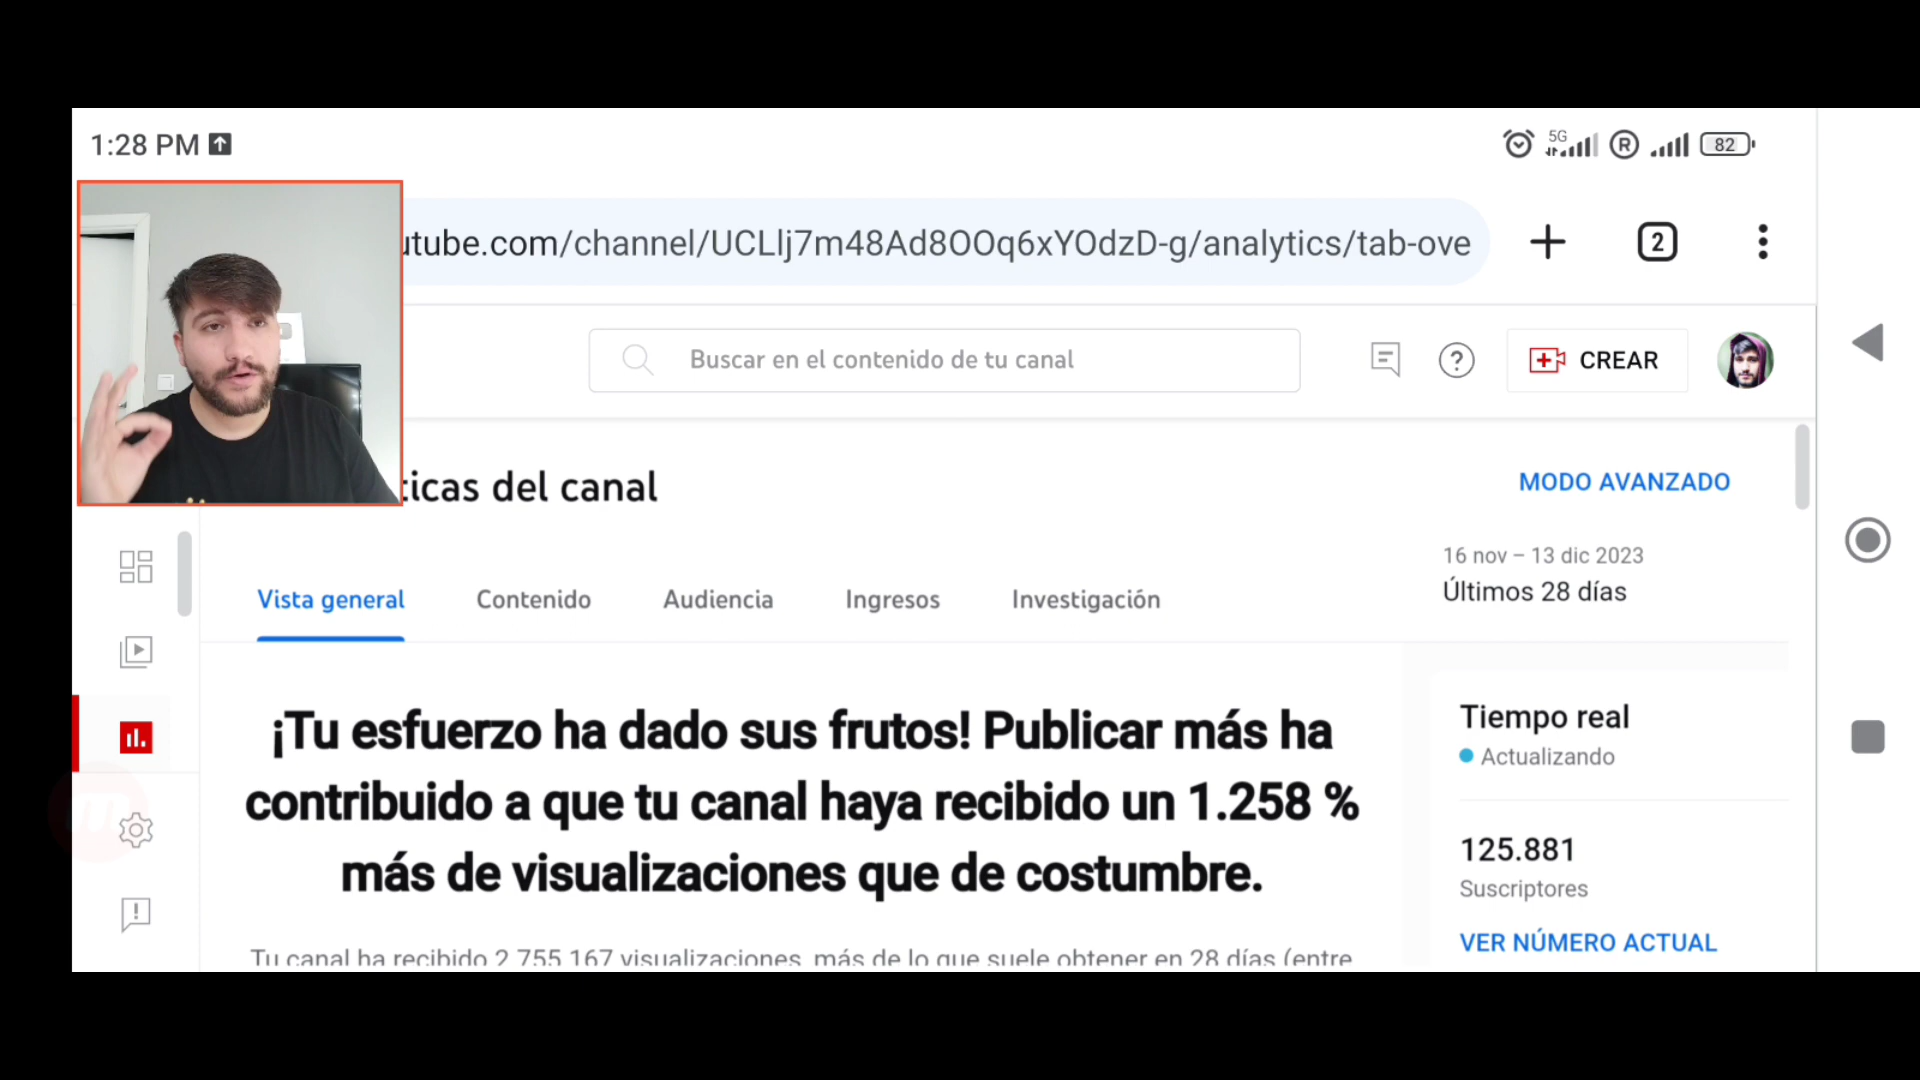 1:28 PM
5G
R
82
utube.com/channel/UCLlj7m48Ad8OOq6xYOdzD-g/analytics/tab-ove
2
Buscar en el contenido de tu canal
?
CREAR
icas del canal
MODO AVANZADO
16 nov – 13 dic 2023
Últimos 28 días
Vista general
Contenido
Audiencia
Ingresos
Investigación
¡Tu esfuerzo ha dado sus frutos! Publicar más ha
contribuido a que tu canal haya recibido un 1.258 %
más de visualizaciones que de costumbre.
Tu canal ha recibido 2 755 167 visualizaciones, más de lo que suele obtener en 28 días (entre
Tiempo real
Actualizando
125.881
Suscriptores
VER NÚMERO ACTUAL